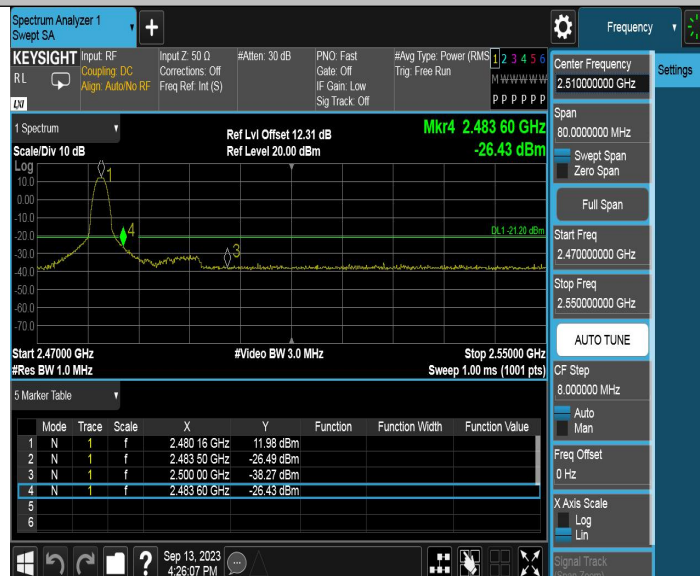 Spectrum Analyzer 1
Swept SA
+
Frequency
KEYSIGHT
RL
LXI
Input: RF
Coupling: DC
Align: Auto/No RF
Input Z: 50 Ω
Corrections: Off
Freq Ref: Int (S)
#Atten: 30 dB
PNO: Fast
Gate: Off
IF Gain: Low
Sig Track: Off
#Avg Type: Power (RMS
Trig: Free Run
1 2 3 4 5 6
M W W W W W
P P P P P P
1 Spectrum
Scale/Div 10 dB
Ref Lvl Offset 12.31 dB
Ref Level 20.00 dBm
Mkr4 2.483 60 GHz
-26.43 dBm
Log
10.0
0.00
-10.0
-20.0
-30.0
-40.0
-50.0
-60.0
-70.0
1
4
3
DL1 -21.20 dBm
Start 2.47000 GHz
#Res BW 1.0 MHz
#Video BW 3.0 MHz
Stop 2.55000 GHz
Sweep 1.00 ms (1001 pts)
5 Marker Table
Mode Trace Scale X Y Function Function Width Function Value
1 N 1 f 2.480 16 GHz 11.98 dBm
2 N 1 f 2.483 50 GHz -26.49 dBm
3 N 1 f 2.500 00 GHz -38.27 dBm
4 N 1 f 2.483 60 GHz -26.43 dBm
5
6
Sep 13, 2023
4:26:07 PM
Center Frequency
2.510000000 GHz
Settings
Span
80.0000000 MHz
Swept Span
Zero Span
Full Span
Start Freq
2.470000000 GHz
Stop Freq
2.550000000 GHz
AUTO TUNE
CF Step
8.000000 MHz
Auto
Man
Freq Offset
0 Hz
X Axis Scale
Log
Lin
Signal Track
(Span Zoom)